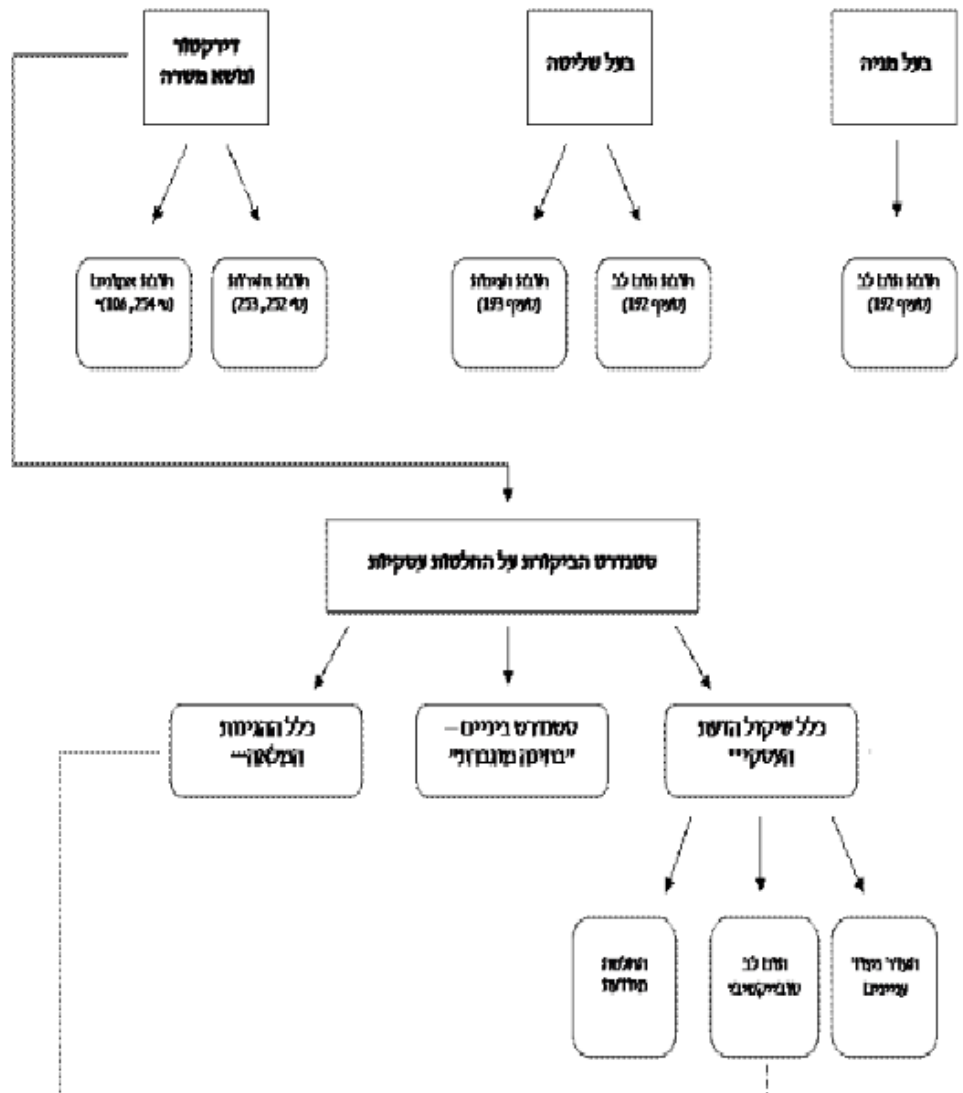 בעל מניה
בעל שליטה
דירקטור
ונושא משרה
חובת תום לב
(סעיף 192)
חובת תום לב
(סעיף 192)
חובת הגינות
(סעיף 193)
חובת זהירות
(ס' 252, 253)
חובת אמונים
(ס' 254, 106)*
סטנדרט הביקורת על החלטות עסקיות
כלל שיקול הדעת
העסקי**
סטנדרט ביניים –
"בחינה מוגברת"
כלל ההגינות
המלאה***
העדר ניגוד
עניינים
תום לב
סובייקטיבי
החלטה
מיודעת